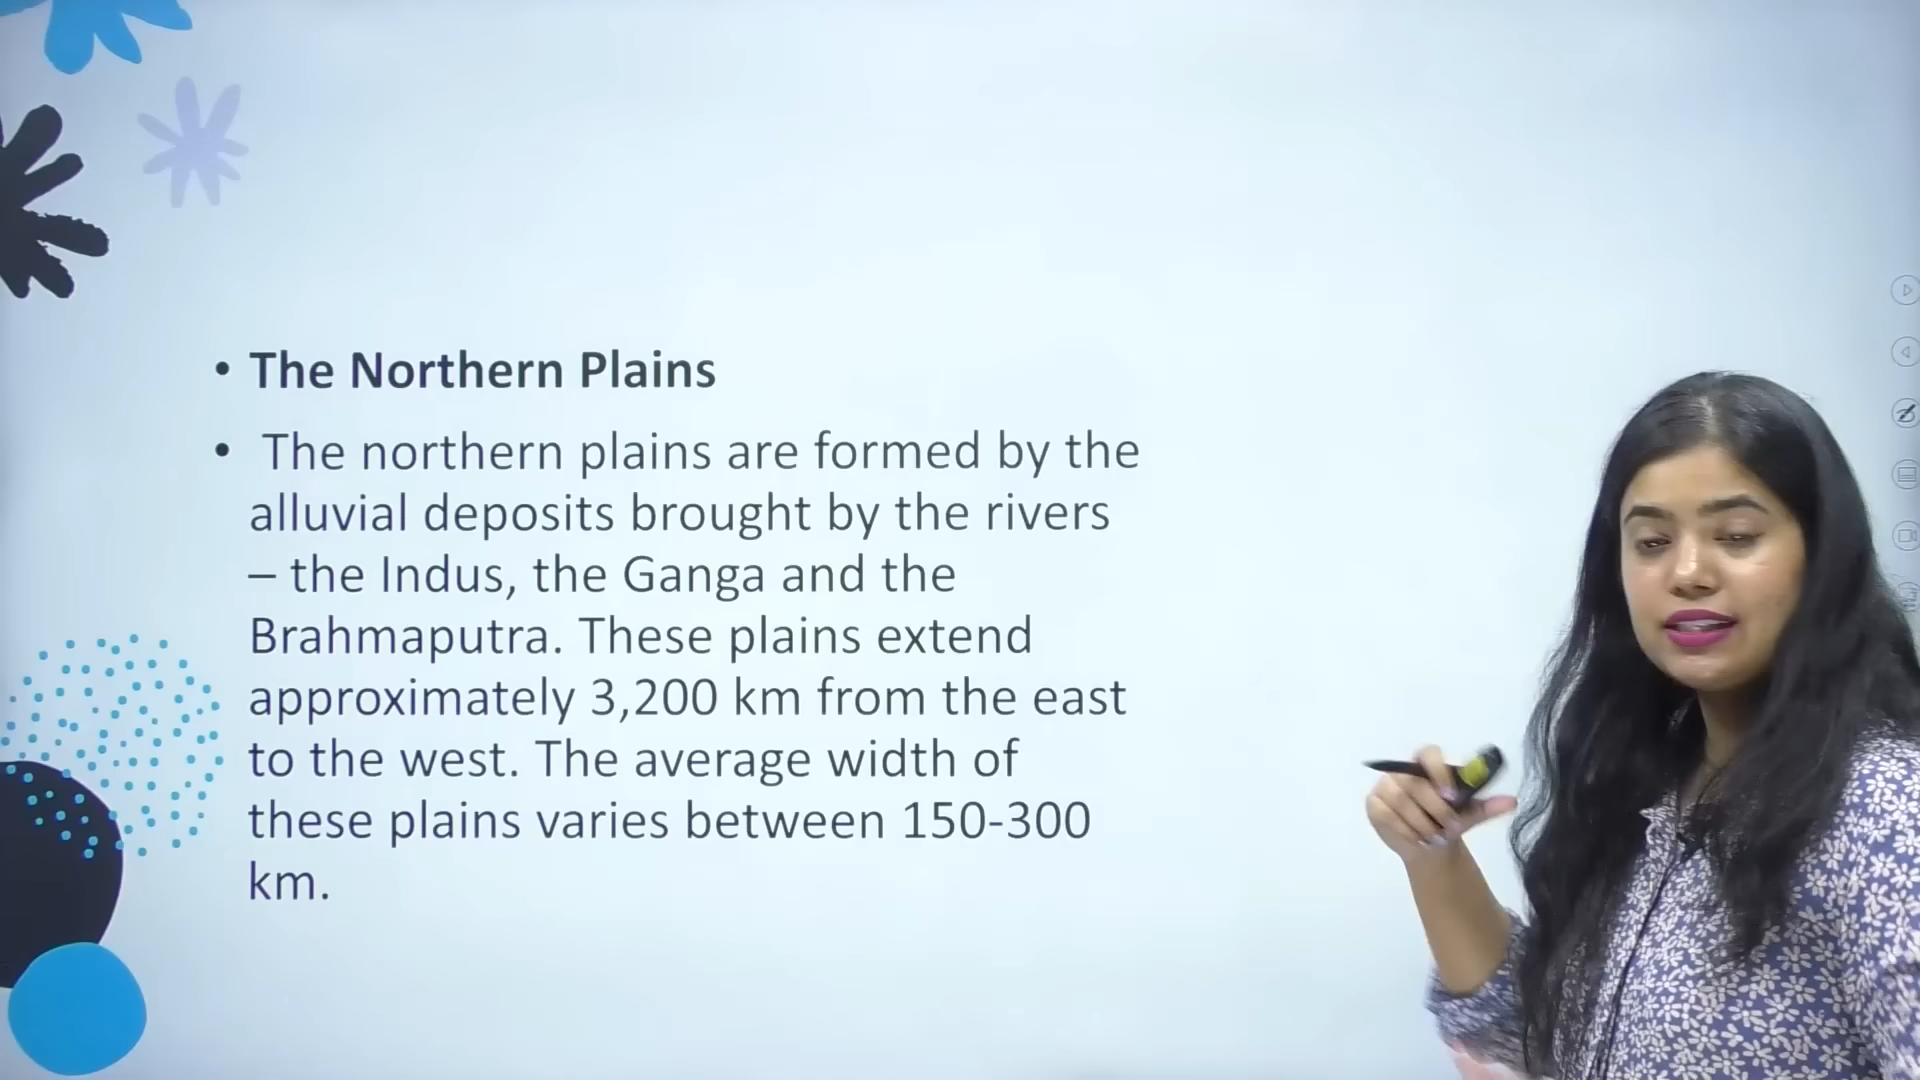 • The Northern Plains
• The northern plains are formed by the
alluvial deposits brought by the rivers
– the Indus, the Ganga and the
Brahmaputra. These plains extend
approximately 3,200 km from the east
to the west. The average width of
these plains varies between 150-300
km.